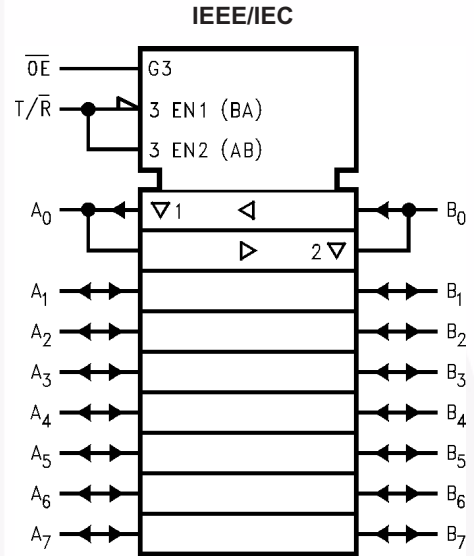 IEEE/IEC
O̅E̅ G3
T/R̅ 3 EN1 (BA)
3 EN2 (AB)
A₀ ▽1 ◁ B₀
▷ 2▽
A₁ B₁
A₂ B₂
A₃ B₃
A₄ B₄
A₅ B₅
A₆ B₆
A₇ B₇